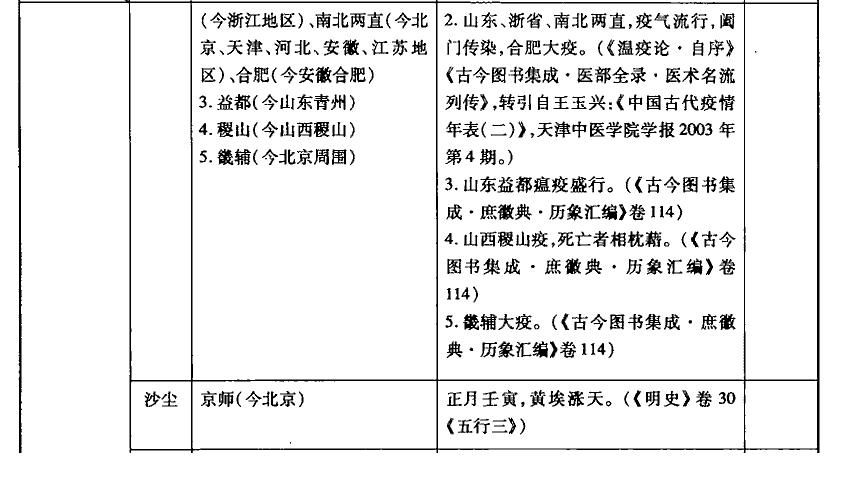 (今浙江地区)、南北两直(今北
京、天津、河北、安徽、江苏地
区)、合肥(今安徽合肥)
3. 益都(今山东青州)
4. 稷山(今山西稷山)
5. 畿辅(今北京周围)
2. 山东、浙省、南北两直,疫气流行,阖
门传染,合肥大疫。(《温疫论·自序》
《古今图书集成·医部全录·医术名流
列传》,转引自王玉兴:《中国古代疫情
年表(二)》,天津中医学院学报 2003 年
第 4 期。)
3. 山东益都瘟疫盛行。(《古今图书集
成·庶徵典·历象汇编》卷 114)
4. 山西稷山疫,死亡者相枕藉。(《古今
图书集成·庶徵典·历象汇编》卷
114)
5. 畿辅大疫。(《古今图书集成·庶徵
典·历象汇编》卷 114)
沙尘
京师(今北京)
正月壬寅,黄埃涨天。(《明史》卷 30
《五行三》)